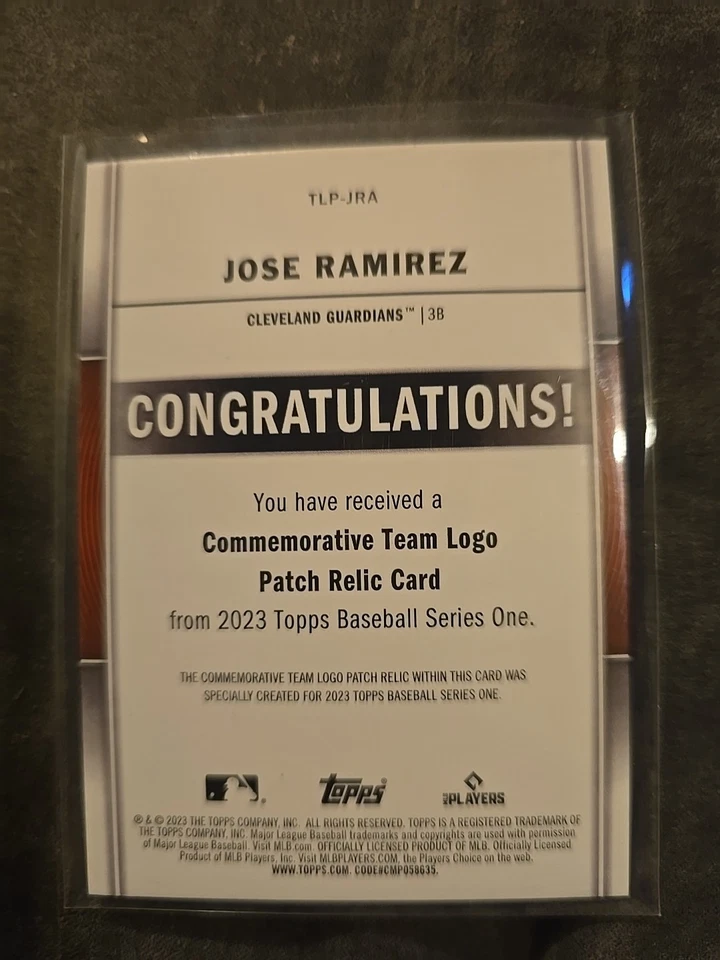 TLP-JRA
JOSE RAMIREZ
CLEVELAND GUARDIANS™ | 3B
CONGRATULATIONS!
You have received a
Commemorative Team Logo
Patch Relic Card
from 2023 Topps Baseball Series One.
THE COMMEMORATIVE TEAM LOGO PATCH RELIC WITHIN THIS CARD WAS
SPECIALLY CREATED FOR 2023 TOPPS BASEBALL SERIES ONE.
® topps PLAYERS
® & © 2023 THE TOPPS COMPANY, INC. ALL RIGHTS RESERVED. TOPPS IS A REGISTERED TRADEMARK OF
THE TOPPS COMPANY, INC. Major League Baseball trademarks and copyrights are used with permission
of Major League Baseball. Visit MLB.com. OFFICIALLY LICENSED PRODUCT OF MLB. Officially Licensed
Product of MLB Players, Inc. Visit MLBPLAYERS.COM, the Players Choice on the web.
WWW.TOPPS.COM. CODE#CMP058635.